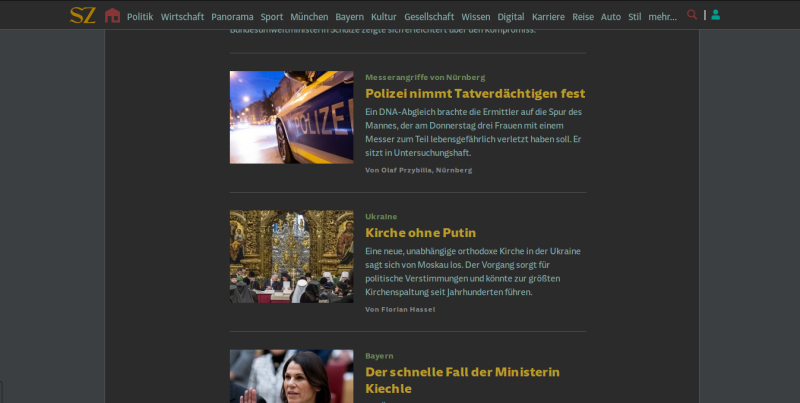 SZ Politik Wirtschaft Panorama Sport München Bayern Kultur Gesellschaft Wissen Digital Karriere Reise Auto Stil mehr...
Bundesumweltministerin Schulze zeigte sich erleichtert über den Kompromiss.
Messerangriffe von Nürnberg
Polizei nimmt Tatverdächtigen fest
Ein DNA-Abgleich brachte die Ermittler auf die Spur des
Mannes, der am Donnerstag drei Frauen mit einem
Messer zum Teil lebensgefährlich verletzt haben soll. Er
sitzt in Untersuchungshaft.
Von Olaf Przybilla, Nürnberg
POLIZEI
Ukraine
Kirche ohne Putin
Eine neue, unabhängige orthodoxe Kirche in der Ukraine
sagt sich von Moskau los. Der Vorgang sorgt für
politische Verstimmungen und könnte zur größten
Kirchenspaltung seit Jahrhunderten führen.
Von Florian Hassel
Bayern
Der schnelle Fall der Ministerin
Kiechle